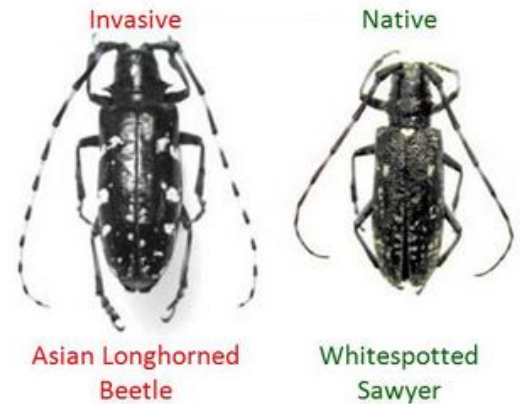 Invasive
Native
Asian Longhorned
Beetle
Whitespotted
Sawyer